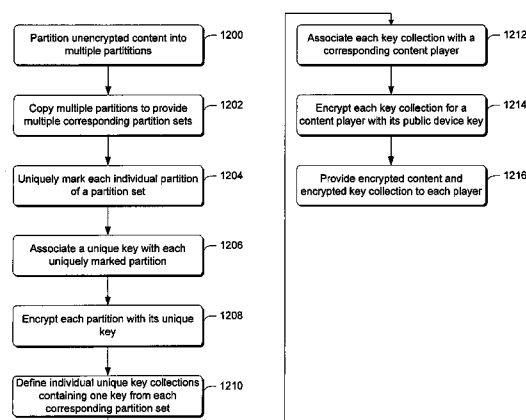 Partition unencrypted content into
multiple partititions
1200
Copy multiple partitions to provide
multiple corresponding partition sets
1202
Uniquely mark each individual partition
of a partition set
1204
Associate a unique key with each
uniquely marked partition
1206
Encrypt each partition with its unique
key
1208
Define individual unique key collections
containing one key from each
corresponding partition set
1210
Associate each key collection with a
corresponding content player
1212
Encrypt each key collection for a
content player with its public device key
1214
Provide encrypted content and
encrypted key collection to each player
1216